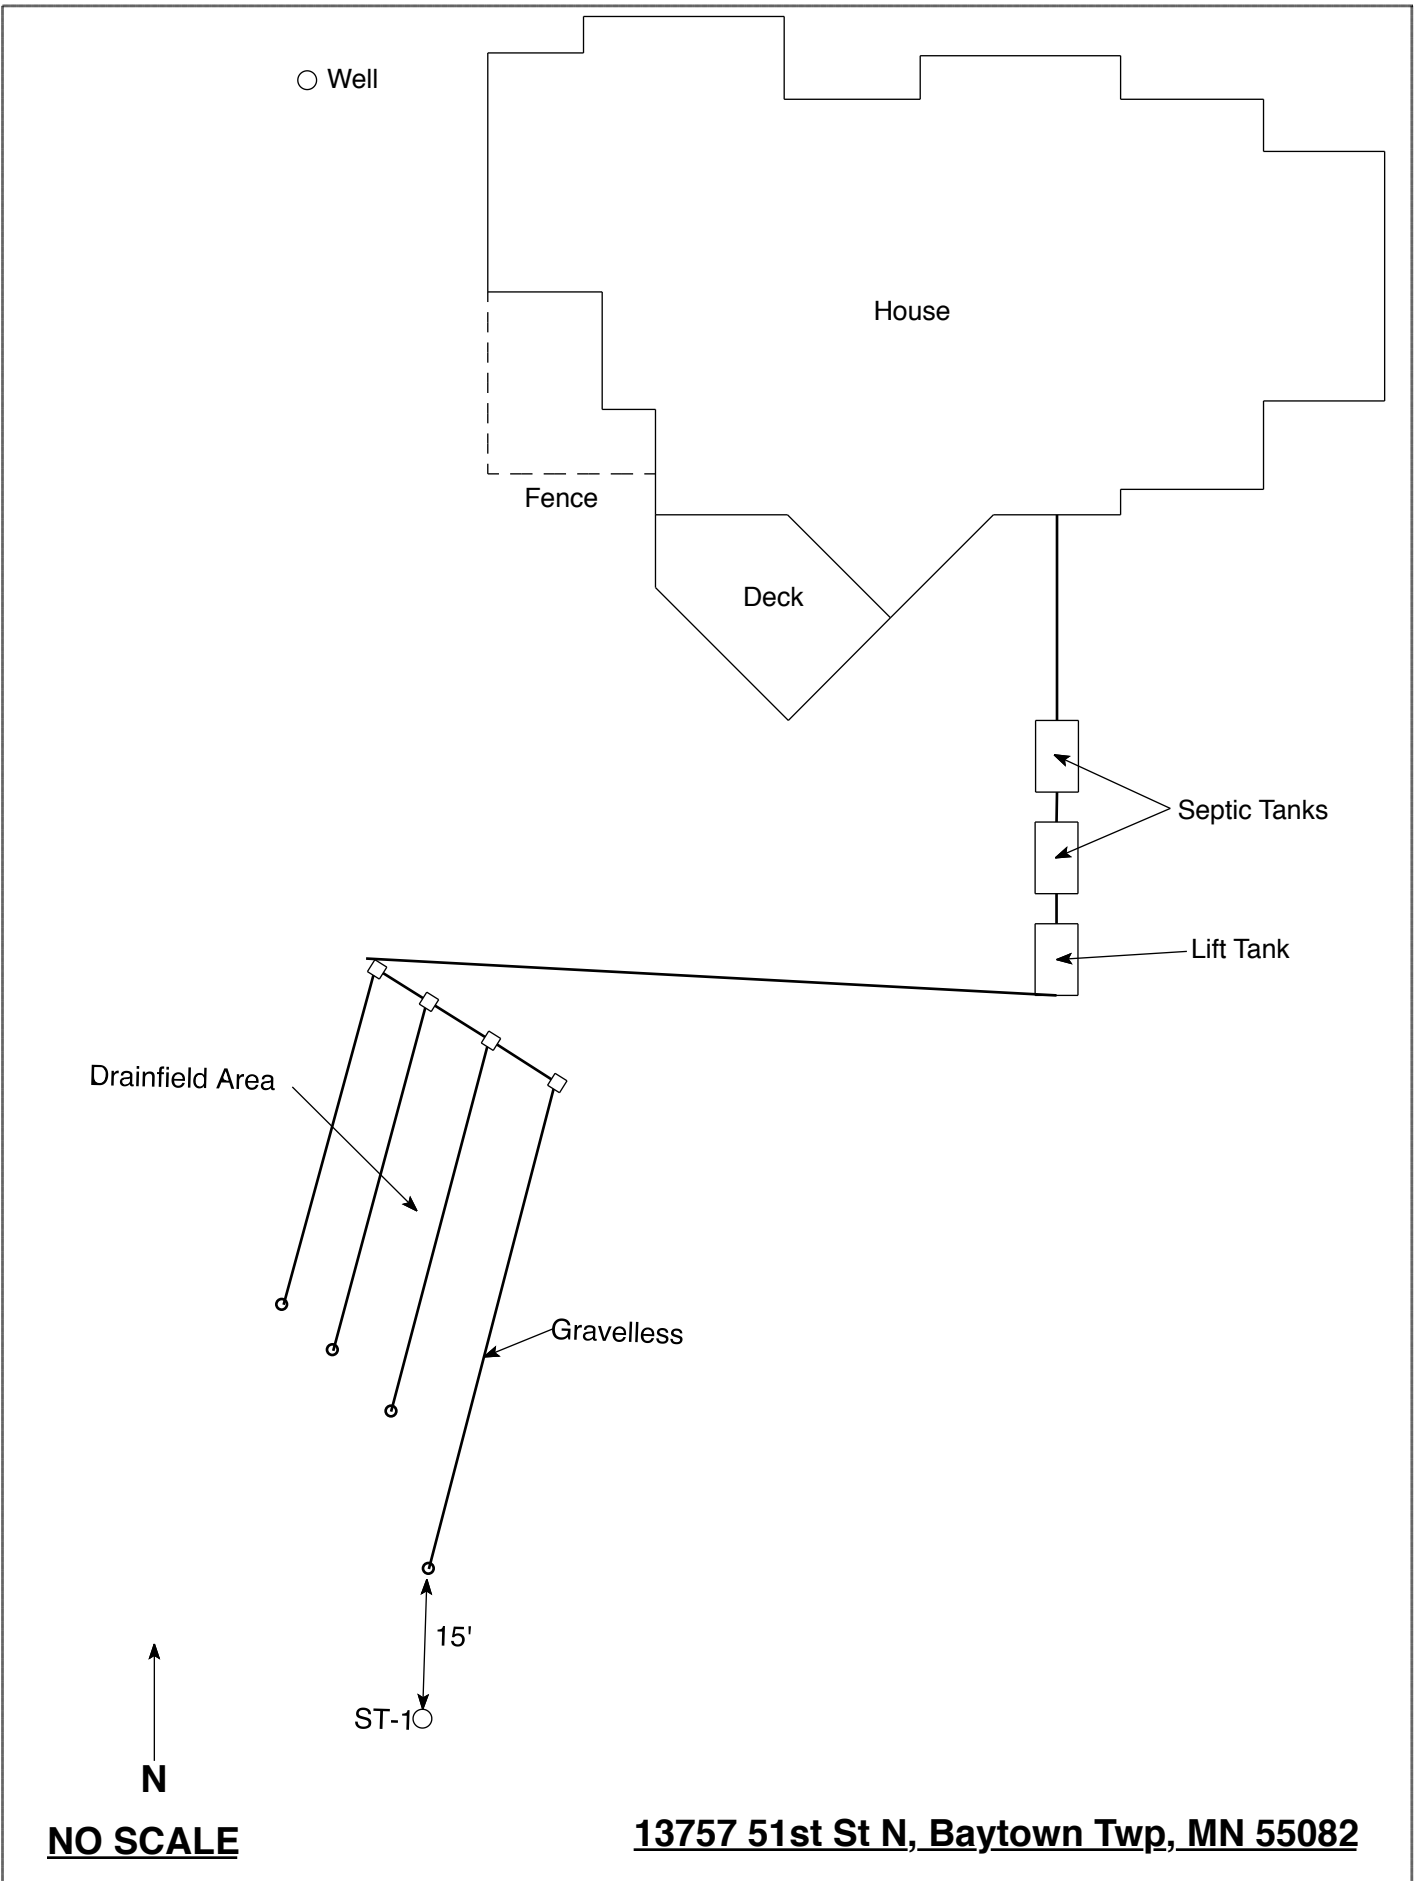 Well
House
Fence
Deck
Septic Tanks
Lift Tank
Drainfield Area
Gravelless
15'
ST-1
N
NO SCALE
13757 51st St N, Baytown Twp, MN 55082